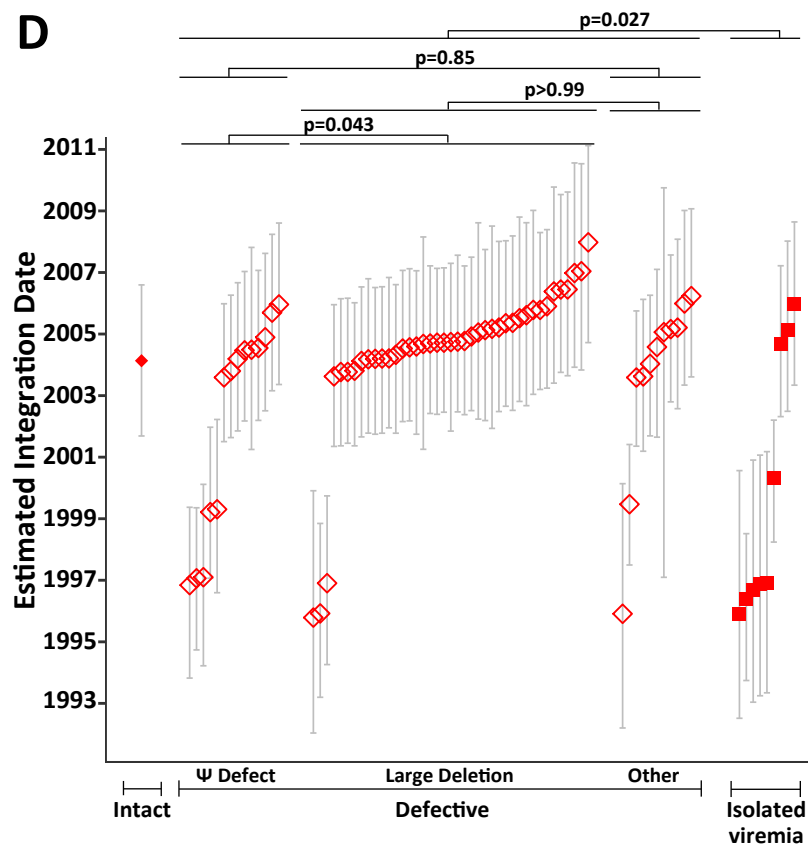 D
p=0.027
p=0.85
p>0.99
p=0.043
Estimated Integration Date
2011
2009
2007
2005
2003
2001
1999
1997
1995
1993
Ψ Defect
Large Deletion
Other
Intact
Defective
Isolated
viremia